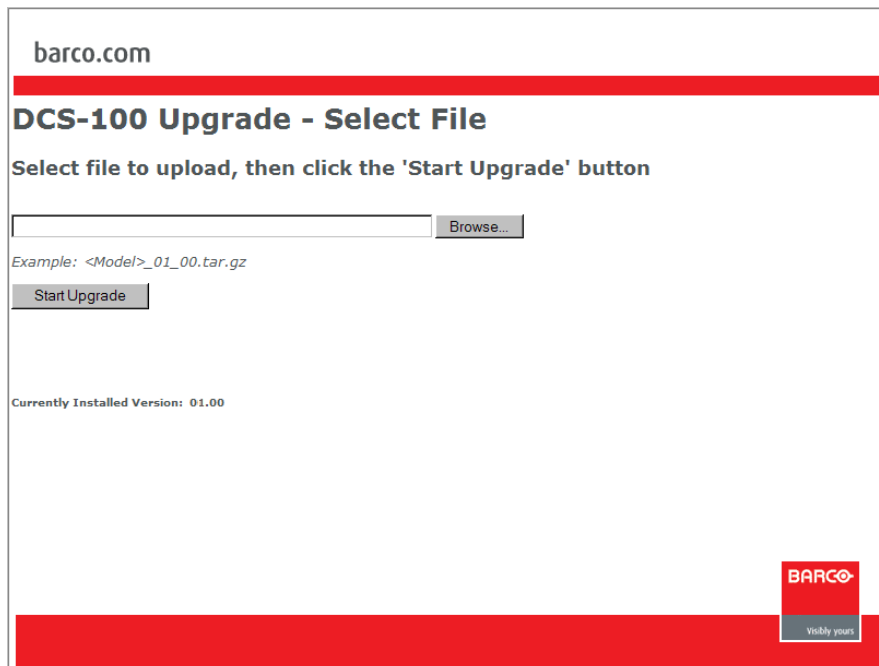 barco.com
DCS-100 Upgrade - Select File
Select file to upload, then click the 'Start Upgrade' button
Browse...
Example: <Model>_01_00.tar.gz
Start Upgrade
Currently Installed Version: 01.00
BARCO
Visibly yours